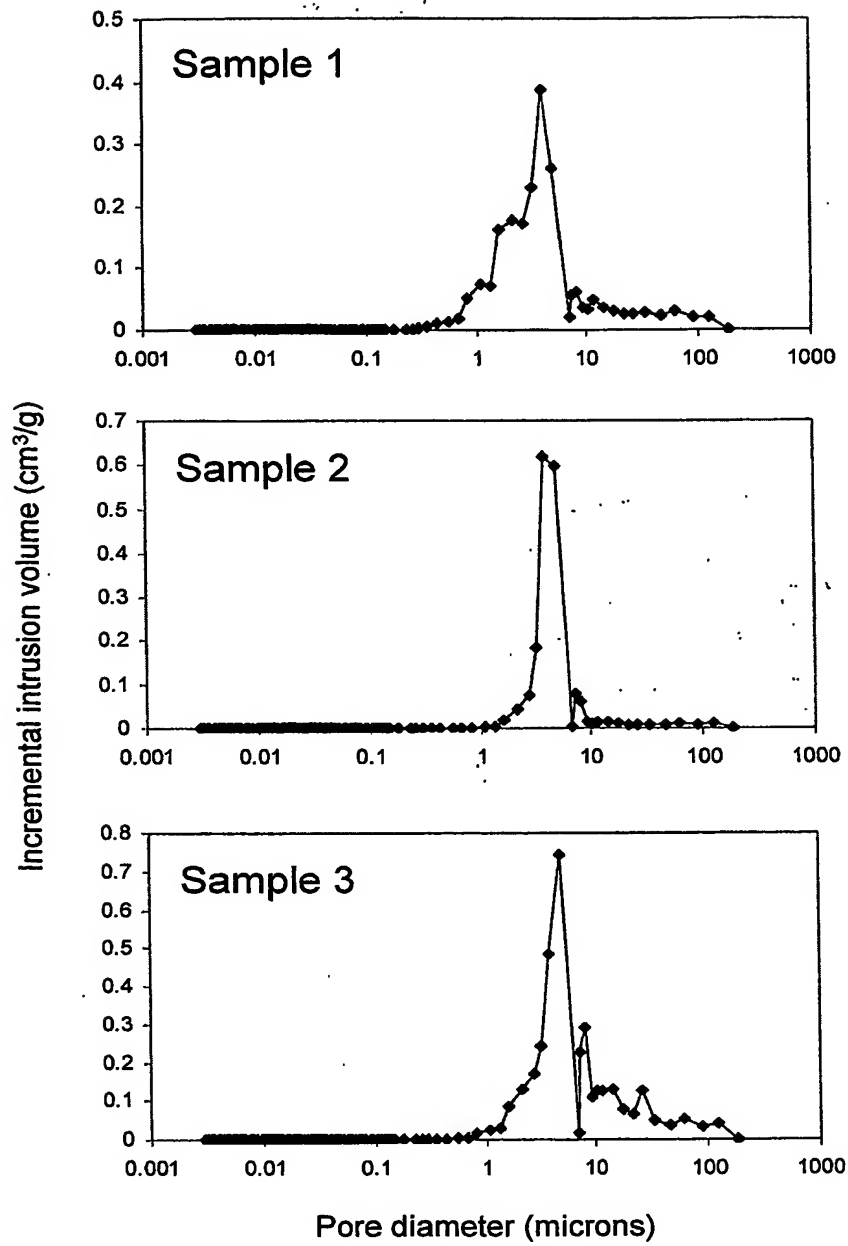 Incremental intrusion volume (cm³/g)
Sample 1
0.5
0.4
0.3
0.2
0.1
0
0.001 0.01 0.1 1 10 100 1000
Sample 2
0.7
0.6
0.5
0.4
0.3
0.2
0.1
0
0.001 0.01 0.1 1 10 100 1000
Sample 3
0.8
0.7
0.6
0.5
0.4
0.3
0.2
0.1
0
0.001 0.01 0.1 1 10 100 1000
Pore diameter (microns)